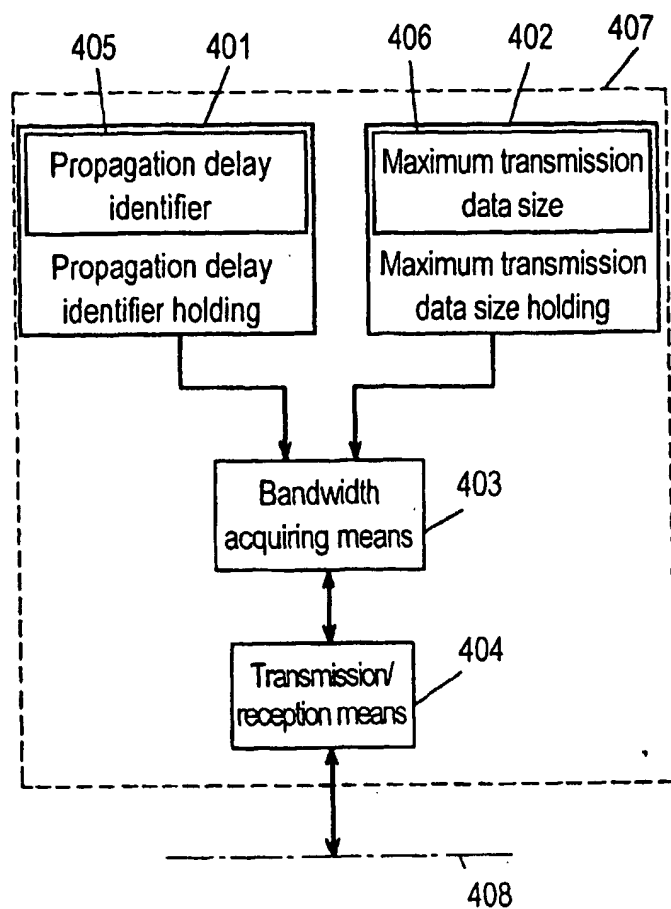 405 401 406 402 407
Propagation delay
identifier
Propagation delay
identifier holding
Maximum transmission
data size
Maximum transmission
data size holding
Bandwidth
acquiring means
403
Transmission/
reception means
404
408